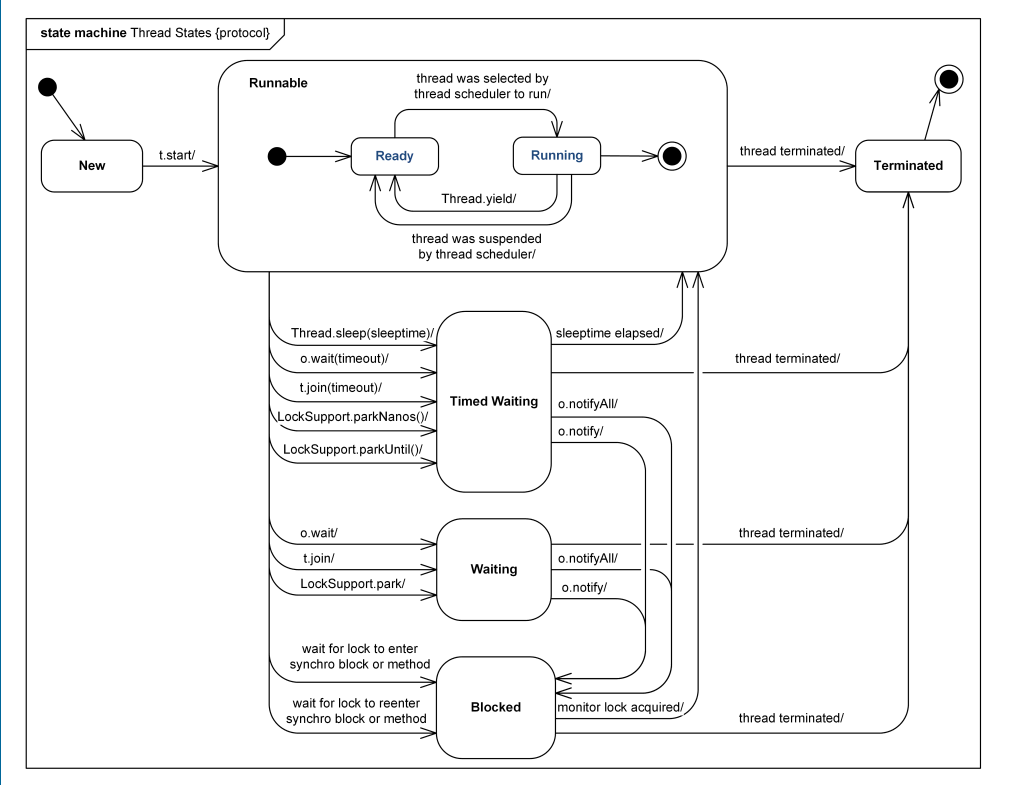 state machine Thread States {protocol}
Runnable
thread was selected by
thread scheduler to run/
New
t.start/
Ready
Running
thread terminated/
Terminated
Thread.yield/
thread was suspended
by thread scheduler/
Thread.sleep(sleeptime)/
sleeptime elapsed/
o.wait(timeout)/
thread terminated/
t.join(timeout)/
Timed Waiting
o.notifyAll/
LockSupport.parkNanos()/
o.notify/
LockSupport.parkUntil()/
o.wait/
thread terminated/
t.join/
o.notifyAll/
Waiting
LockSupport.park/
o.notify/
wait for lock to enter
synchro block or method
wait for lock to reenter
synchro block or method
Blocked
monitor lock acquired/
thread terminated/